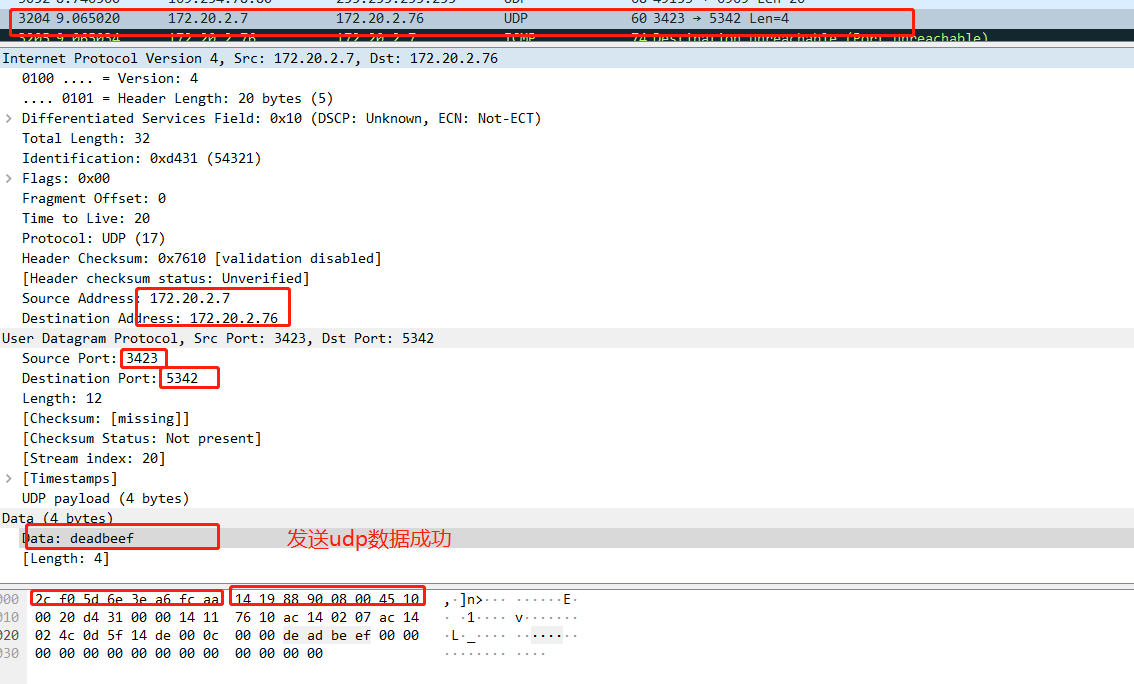 3204 9.065020 172.20.2.7 172.20.2.76 UDP 60 3423 → 5342 Len=4
Internet Protocol Version 4, Src: 172.20.2.7, Dst: 172.20.2.76
0100 .... = Version: 4
.... 0101 = Header Length: 20 bytes (5)
Differentiated Services Field: 0x10 (DSCP: Unknown, ECN: Not-ECT)
Total Length: 32
Identification: 0xd431 (54321)
Flags: 0x00
Fragment Offset: 0
Time to Live: 20
Protocol: UDP (17)
Header Checksum: 0x7610 [validation disabled]
[Header checksum status: Unverified]
Source Address: 172.20.2.7
Destination Address: 172.20.2.76
User Datagram Protocol, Src Port: 3423, Dst Port: 5342
Source Port: 3423
Destination Port: 5342
Length: 12
[Checksum: [missing]]
[Checksum Status: Not present]
[Stream index: 20]
[Timestamps]
UDP payload (4 bytes)
Data (4 bytes)
Data: deadbeef 发送udp数据成功
[Length: 4]
000 2c f0 5d 6e 3e a6 fc aa 14 19 88 90 08 00 45 10 ,·]n>··· ······E·
010 00 20 d4 31 00 00 14 11 76 10 ac 14 02 07 ac 14 · ·1···· v·······
020 02 4c 0d 5f 14 de 00 0c 00 00 de ad be ef 00 00 ·L·_···· ········
030 00 00 00 00 00 00 00 00 00 00 00 00 ········ ····